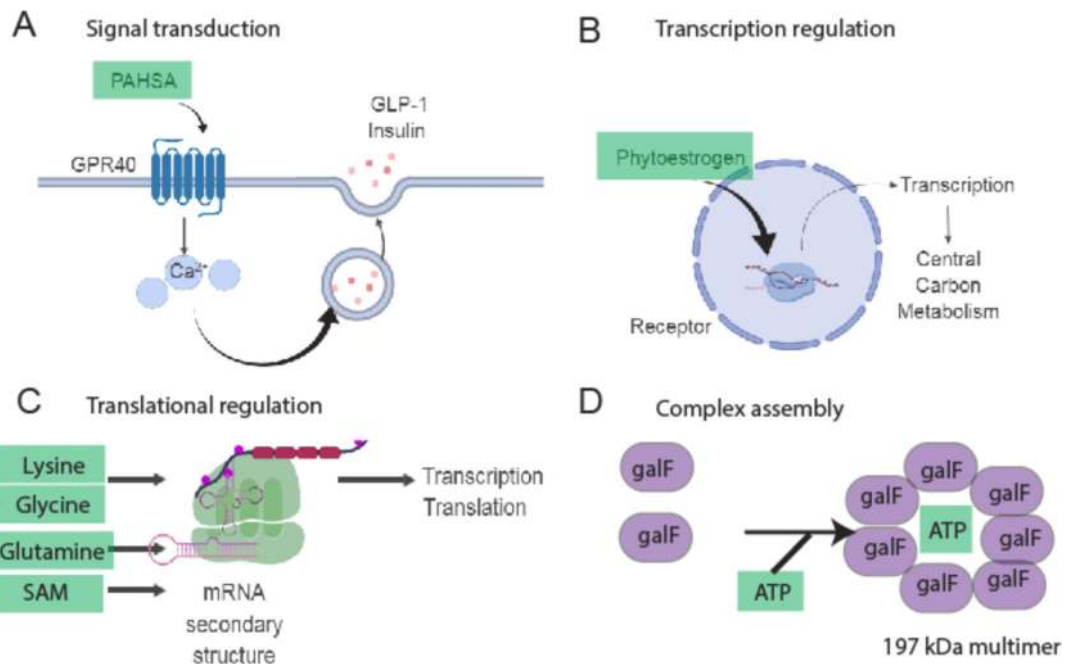 A Signal transduction
PAHSA
GPR40
GLP-1
Insulin
Ca²⁺
B Transcription regulation
Phytoestrogen
Transcription
Central
Carbon
Metabolism
Receptor
C Translational regulation
Lysine
Glycine
Glutamine
SAM
mRNA
secondary
structure
Transcription
Translation
D Complex assembly
galF
galF
ATP
galF
galF
galF
ATP
galF
galF
galF
galF
197 kDa multimer